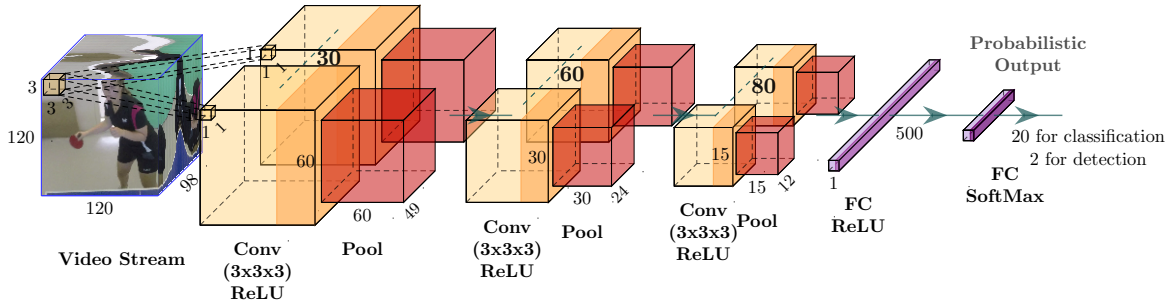 3
3
3
120
120
98
Video Stream
1
1
1
1
30
60
60
49
Conv
(3x3x3)
ReLU
Pool
60
30
30
24
Conv
(3x3x3)
ReLU
Pool
80
15
15
12
Conv
(3x3x3)
ReLU
Pool
1
500
FC
ReLU
FC
SoftMax
Probabilistic
Output
20 for classification
2 for detection